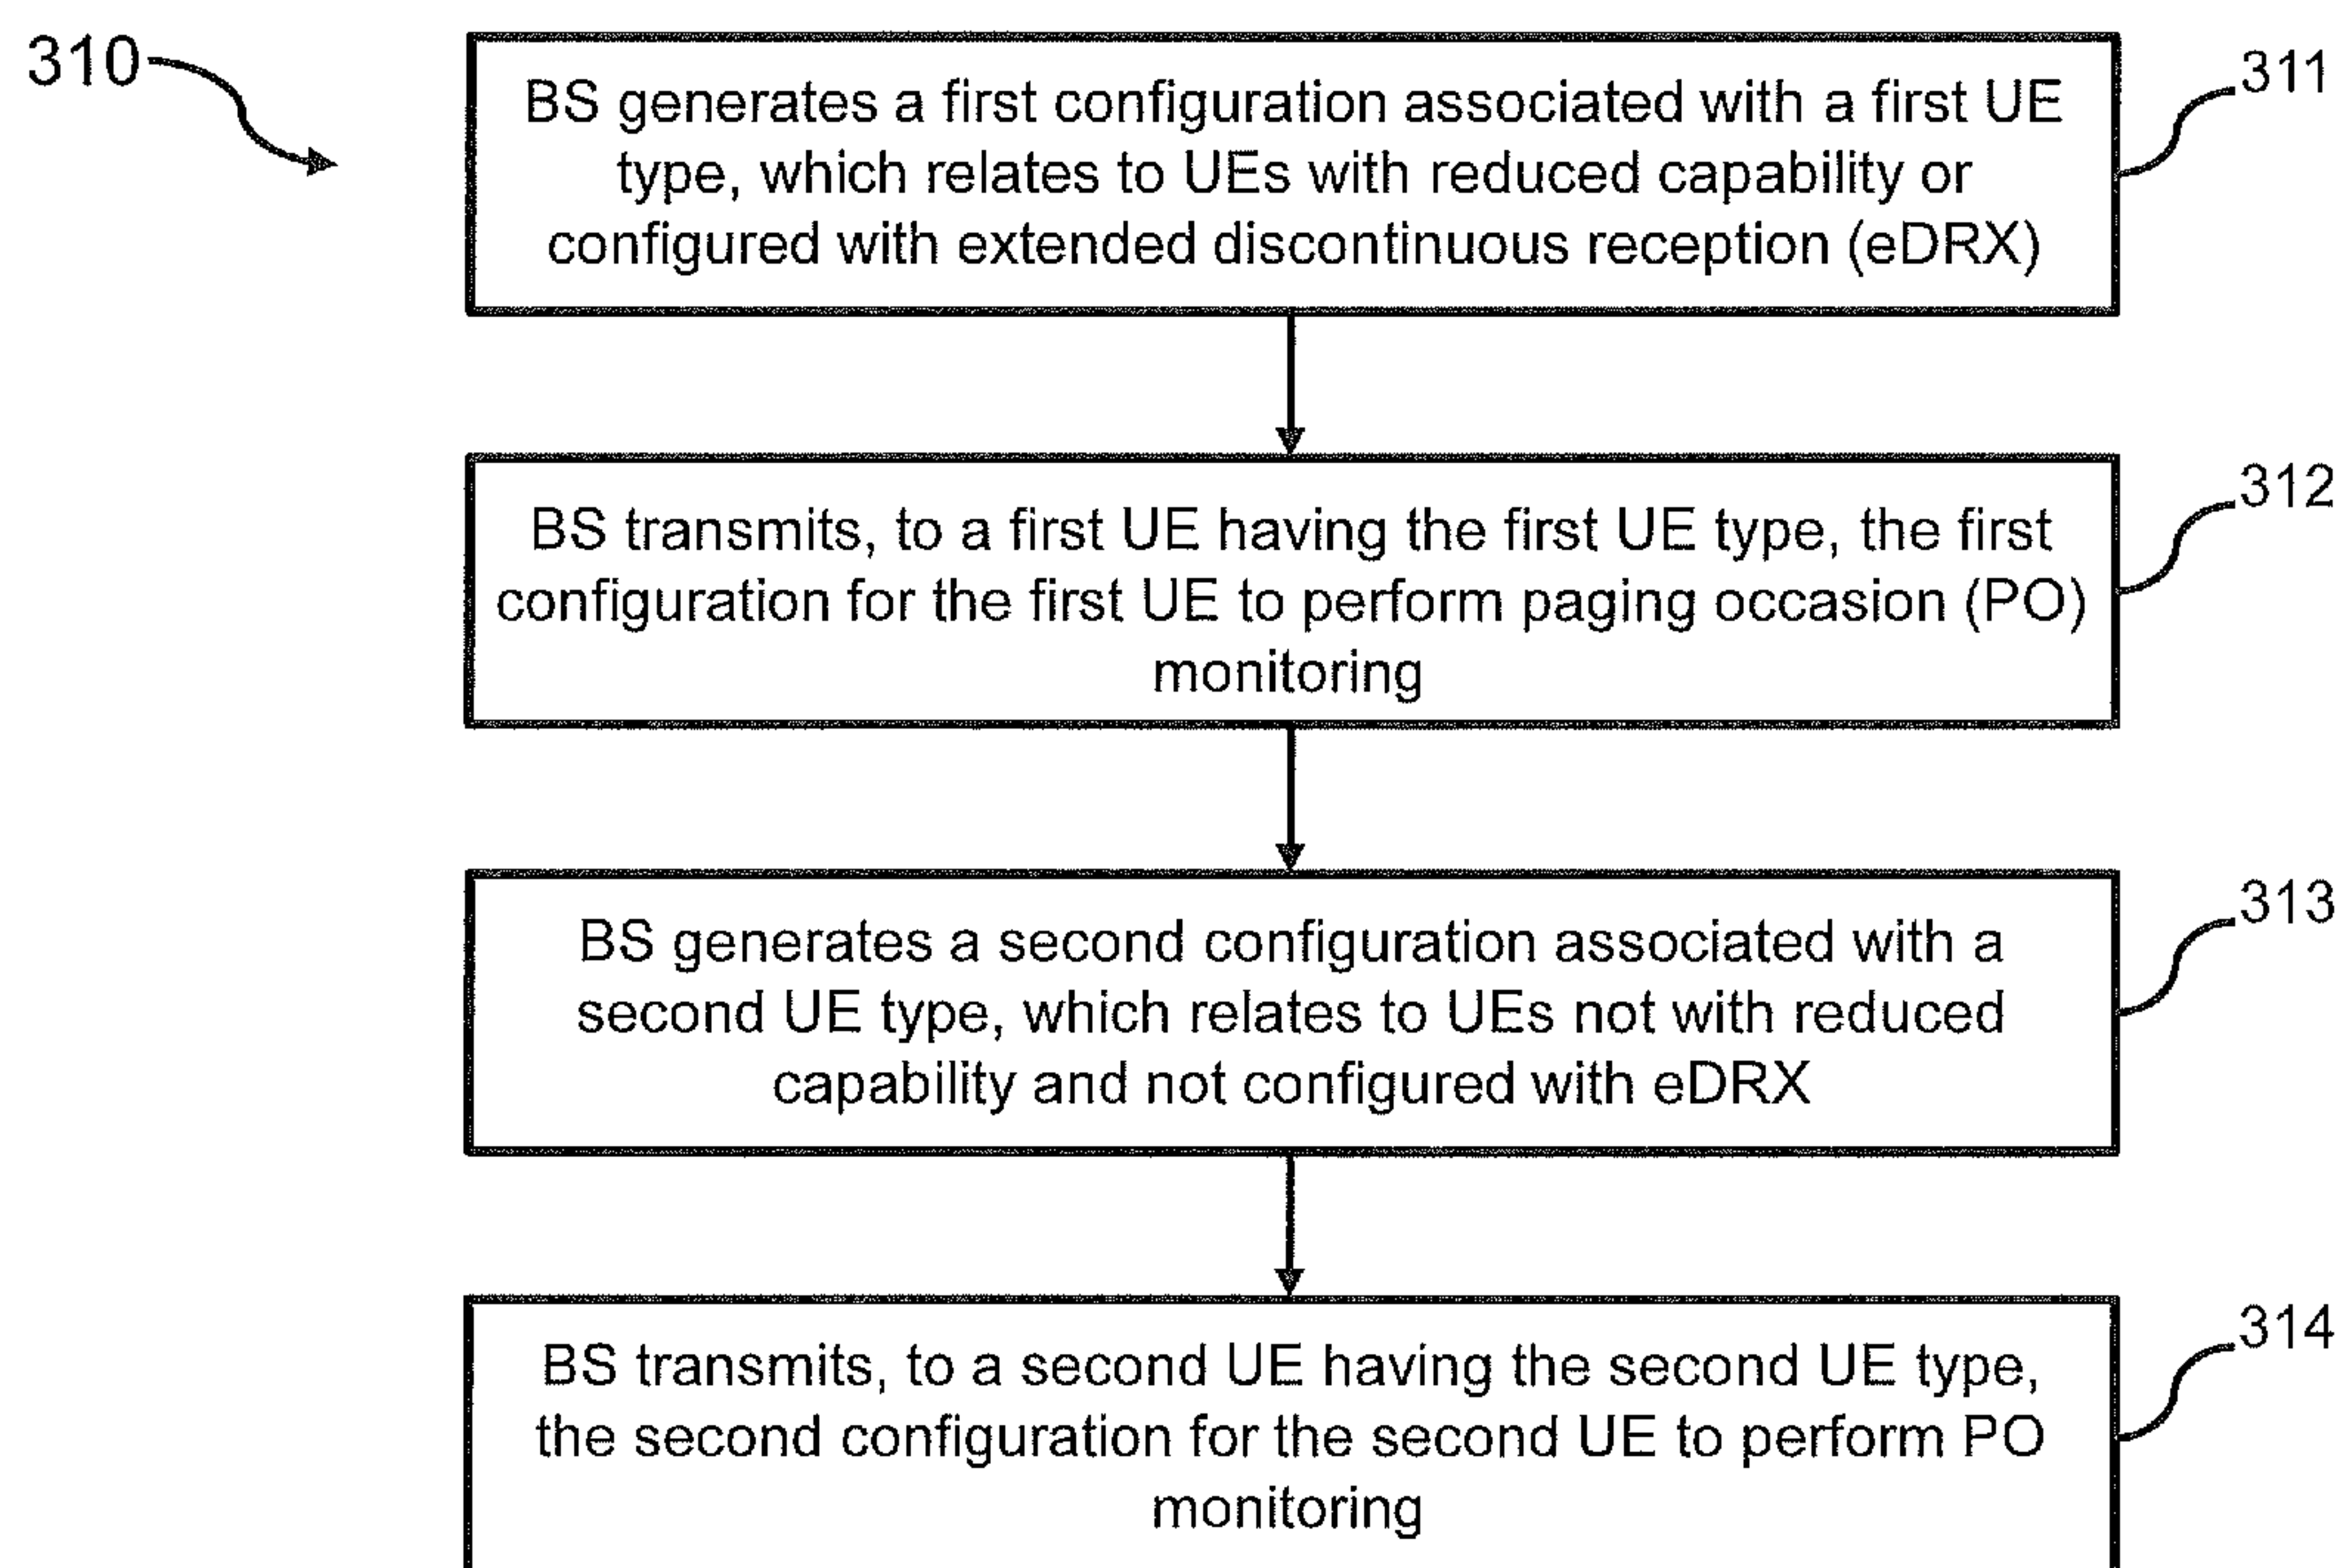 310
BS generates a first configuration associated with a first UE
type, which relates to UEs with reduced capability or
configured with extended discontinuous reception (eDRX)
311
BS transmits, to a first UE having the first UE type, the first
configuration for the first UE to perform paging occasion (PO)
monitoring
312
BS generates a second configuration associated with a
second UE type, which relates to UEs not with reduced
capability and not configured with eDRX
313
BS transmits, to a second UE having the second UE type,
the second configuration for the second UE to perform PO
monitoring
314